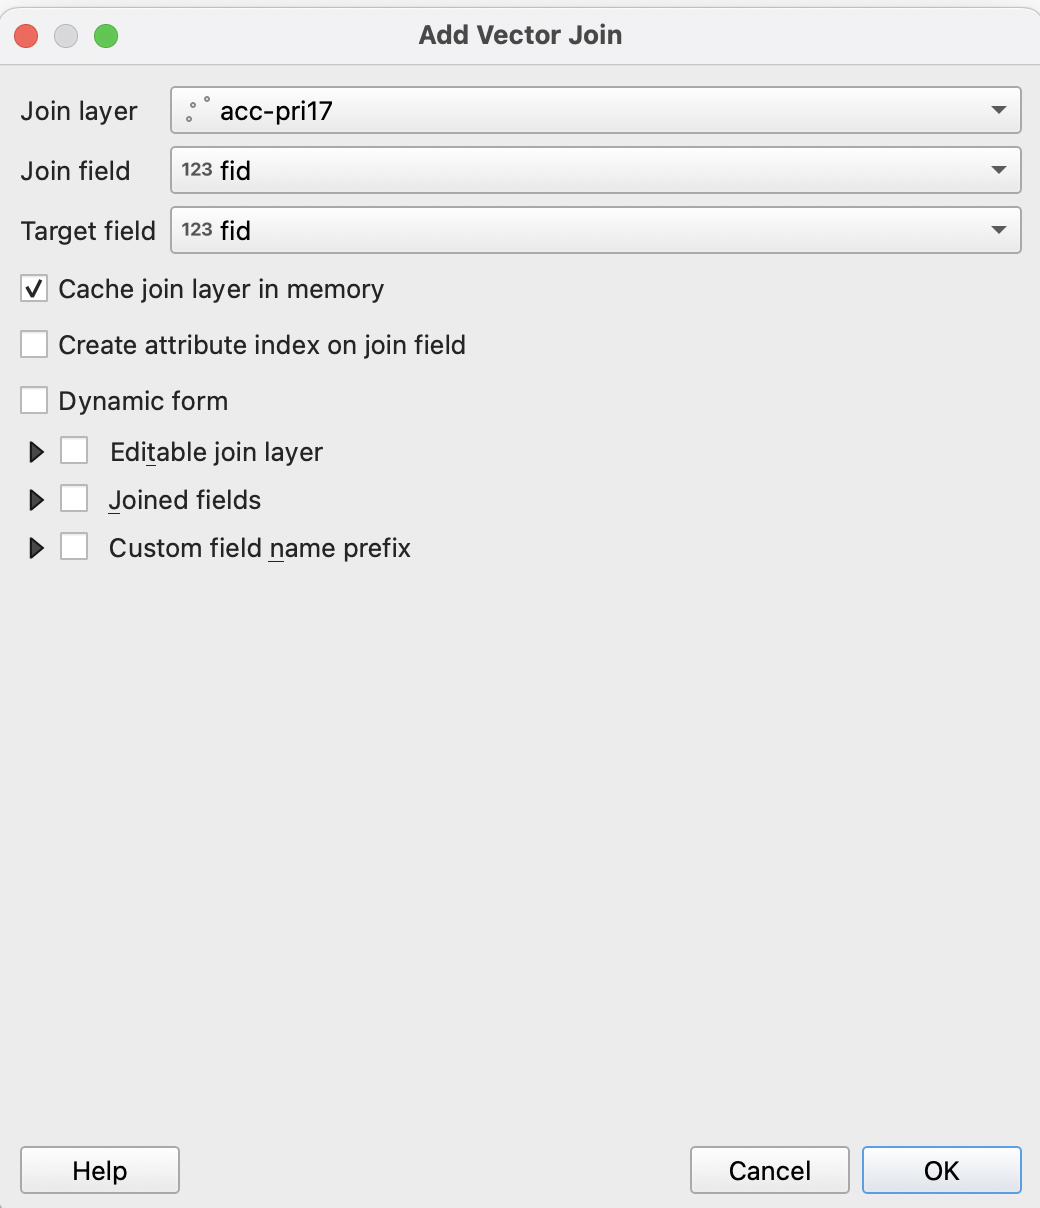 Add Vector Join
Join layer acc-pri17
Join field 123 fid
Target field 123 fid
Cache join layer in memory
Create attribute index on join field
Dynamic form
Editable join layer
Joined fields
Custom field name prefix
Help Cancel OK